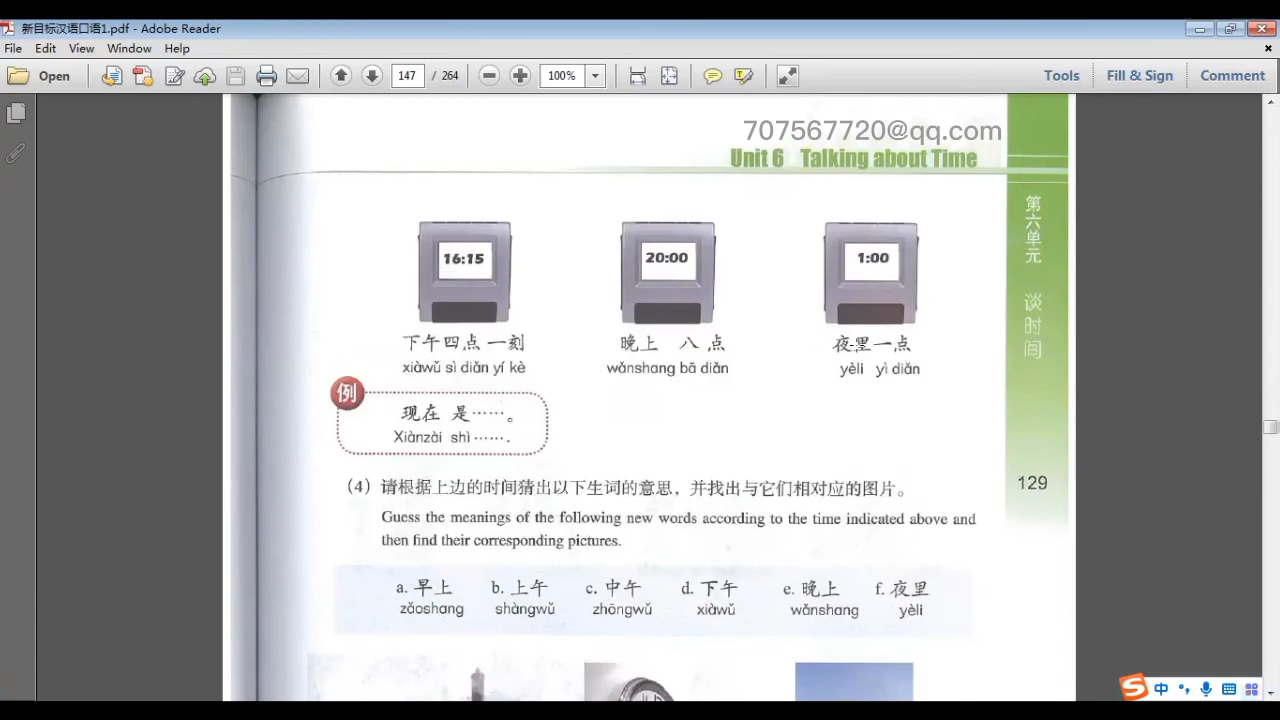 新目标汉语口语1.pdf - Adobe Reader
File Edit View Window Help
Open 147 / 264 100% Tools Fill & Sign Comment
707567720@qq.com
Unit 6 Talking about Time
第六单元 谈时间
16:15 20:00 1:00
下午四点一刻 晚上 八点 夜里一点
xiàwǔ sì diǎn yí kè wǎnshang bā diǎn yèli yì diǎn
例
现在 是……。
Xiànzài shì …….
129
（4）请根据上边的时间猜出以下生词的意思，并找出与它们相对应的图片。
Guess the meanings of the following new words according to the time indicated above and
then find their corresponding pictures.
a. 早上 b. 上午 c. 中午 d. 下午 e. 晚上 f. 夜里
zǎoshang shàngwǔ zhōngwǔ xiàwǔ wǎnshang yèli
中